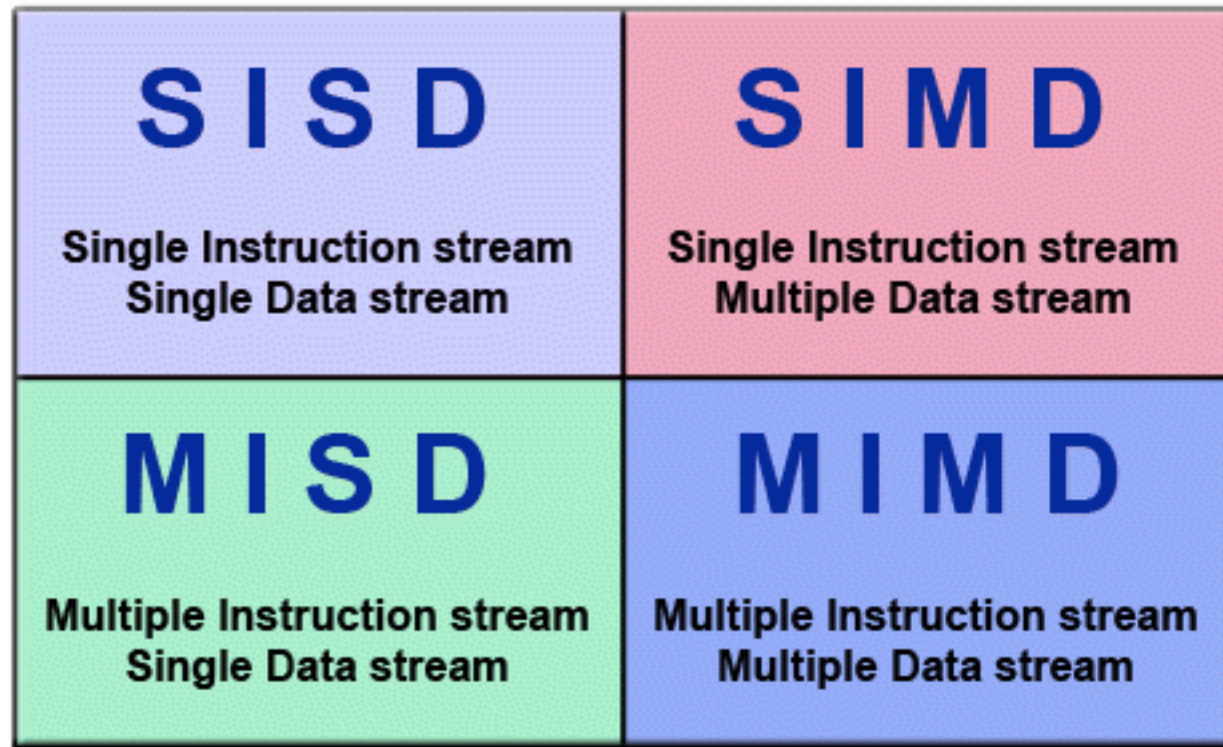 S I S D
Single Instruction stream
Single Data stream
S I M D
Single Instruction stream
Multiple Data stream
M I S D
Multiple Instruction stream
Single Data stream
M I M D
Multiple Instruction stream
Multiple Data stream